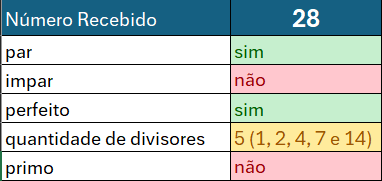 Número Recebido 28
par sim
impar não
perfeito sim
quantidade de divisores 5 (1, 2, 4, 7 e 14)
primo não